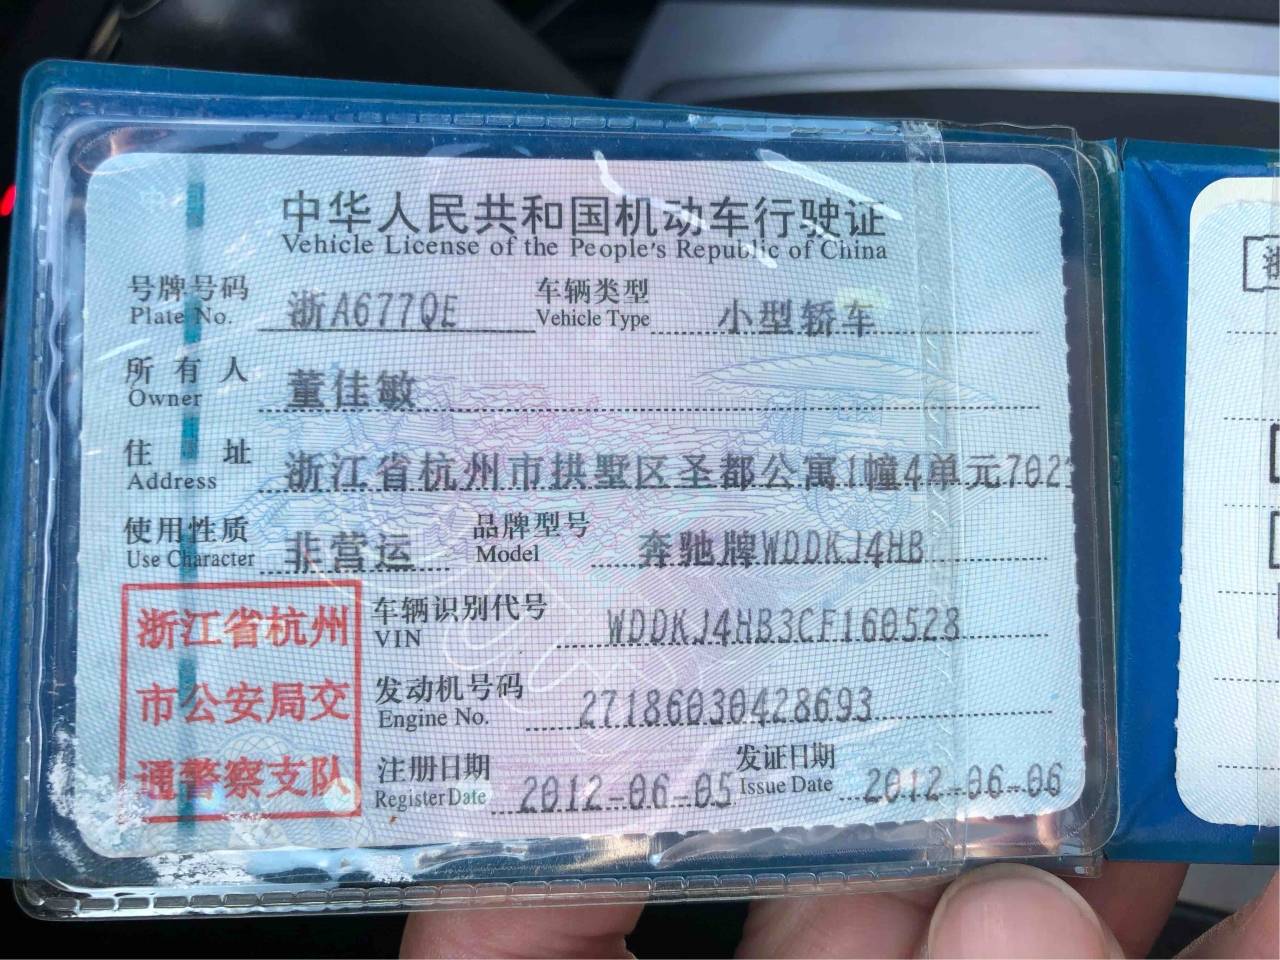 中华人民共和国机动车行驶证
Vehicle License of the People's Republic of China
号牌号码 浙A677QE 车辆类型 小型轿车
Plate No. Vehicle Type
所有人 董佳敏
Owner
住址 浙江省杭州市拱墅区圣都公寓1幢4单元702
Address
使用性质 非营运 品牌型号 奔驰牌WDDKJ4HB
Use Character Model
浙江省杭州
市公安局交
通警察支队
车辆识别代号 WDDKJ4HB3CF160528
VIN
发动机号码 27186030428693
Engine No.
注册日期 2012-06-05 发证日期 2012-06-06
Register Date Issue Date